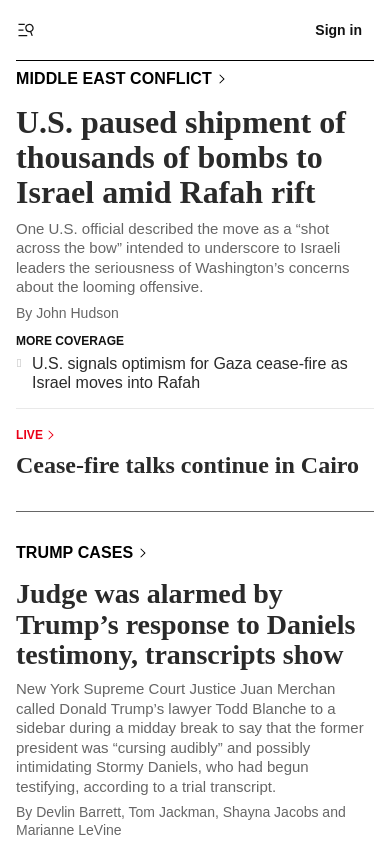 Sign in
MIDDLE EAST CONFLICT
U.S. paused shipment of
thousands of bombs to
Israel amid Rafah rift
One U.S. official described the move as a “shot
across the bow” intended to underscore to Israeli
leaders the seriousness of Washington’s concerns
about the looming offensive.
By John Hudson
MORE COVERAGE
U.S. signals optimism for Gaza cease-fire as
Israel moves into Rafah
LIVE
Cease-fire talks continue in Cairo
TRUMP CASES
Judge was alarmed by
Trump’s response to Daniels
testimony, transcripts show
New York Supreme Court Justice Juan Merchan
called Donald Trump’s lawyer Todd Blanche to a
sidebar during a midday break to say that the former
president was “cursing audibly” and possibly
intimidating Stormy Daniels, who had begun
testifying, according to a trial transcript.
By Devlin Barrett, Tom Jackman, Shayna Jacobs and
Marianne LeVine